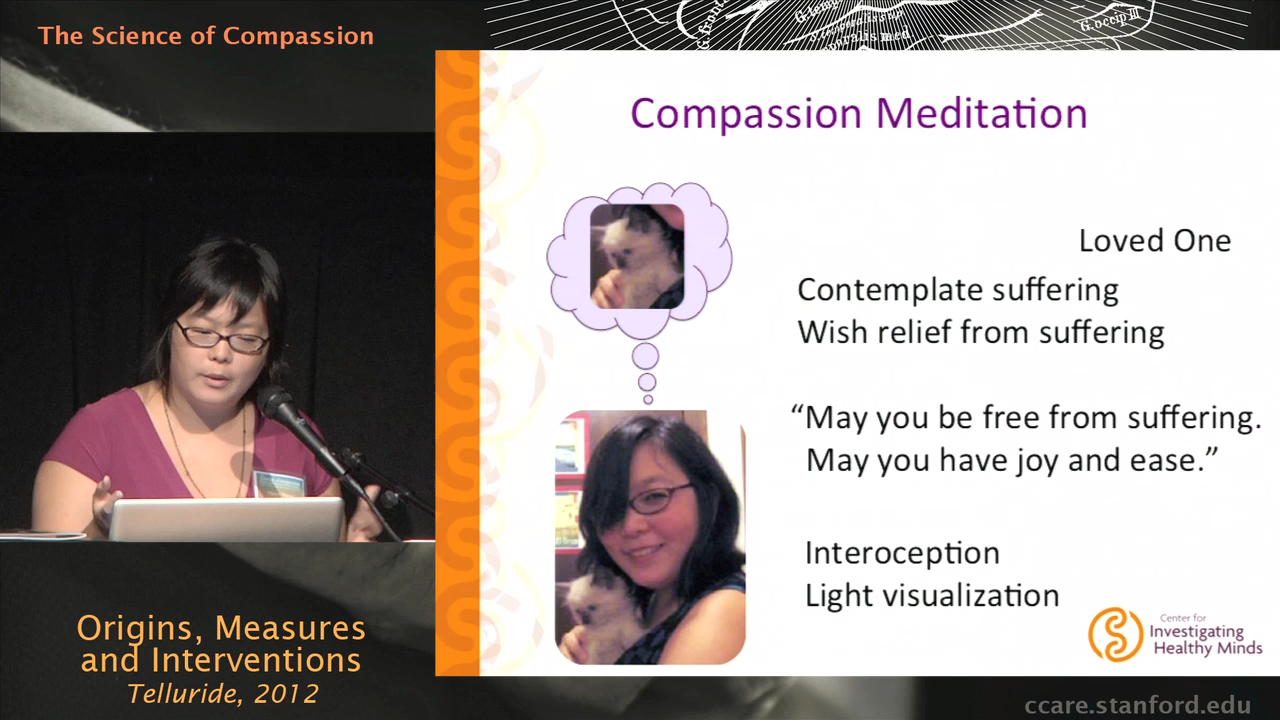 The Science of Compassion
G.occip III
Compassion Meditation
Loved One
Contemplate suffering
Wish relief from suffering
“May you be free from suffering.
May you have joy and ease.”
Interoception
Light visualization
Center for
Investigating
Healthy Minds
Origins, Measures
and Interventions
Telluride, 2012
ccare.stanford.edu